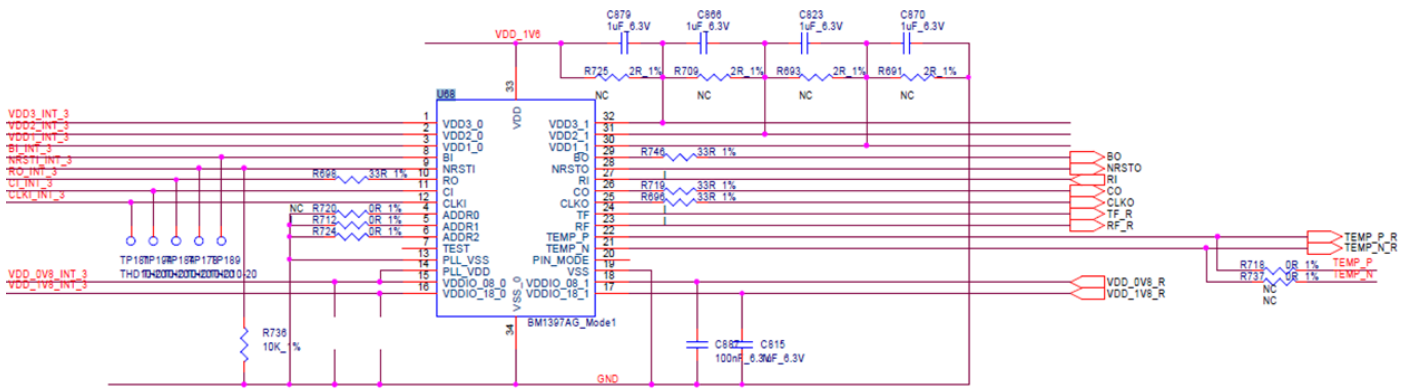 C879 C866 C823 C870
1uF_6.3V 1uF_6.3V 1uF_6.3V 1uF_6.3V
VDD_1V6
R725 2R_1% R709 2R_1% R693 2R_1% R691 2R_1%
NC NC NC NC
33
U68
VDD
VDD3_INT_3 1 VDD3_0 VDD3_1 32
VDD2_INT_3 2 VDD2_0 VDD2_1 31
VDD1_INT_3 3 VDD1_0 VDD1_1 30
BI_INT_3 8 BI BO 29 R746 33R_1% BO
NRSTI_INT_3 9 NRSTI NRSTO 28 NRSTO
RO_INT_3 R698 33R_1% 10 RO RI 27 RI
CI_INT_3 11 CI CO 26 R719 33R_1% CO
CLKI_INT_3 12 CLKI CLKO 25 R696 33R_1% CLKO
NC R720 0R_1% 4 ADDR0 TF 24 TF_R
R712 0R_1% 5 ADDR1 RF 23 RF_R
R724 0R_1% 6 ADDR2 TEMP_P 22 TEMP_P_R
7 TEST TEMP_N 21 TEMP_N_R
13 PLL_VSS PIN_MODE 20
14 PLL_VDD VSS 19
VDD_0V8_INT_3 15 VDDIO_08_0 VDDIO_08_1 18 VDD_0V8_R
VDD_1V8_INT_3 16 VDDIO_18_0 VDDIO_18_1 17 VDD_1V8_R
VSS_0
34
BM1397AG_Mode1
TP189
R718 0R_1% TEMP_P
R737 0R_1% TEMP_N
NC
NC
R736
10K_1%
C887 C815
100nF_6.3V
GND